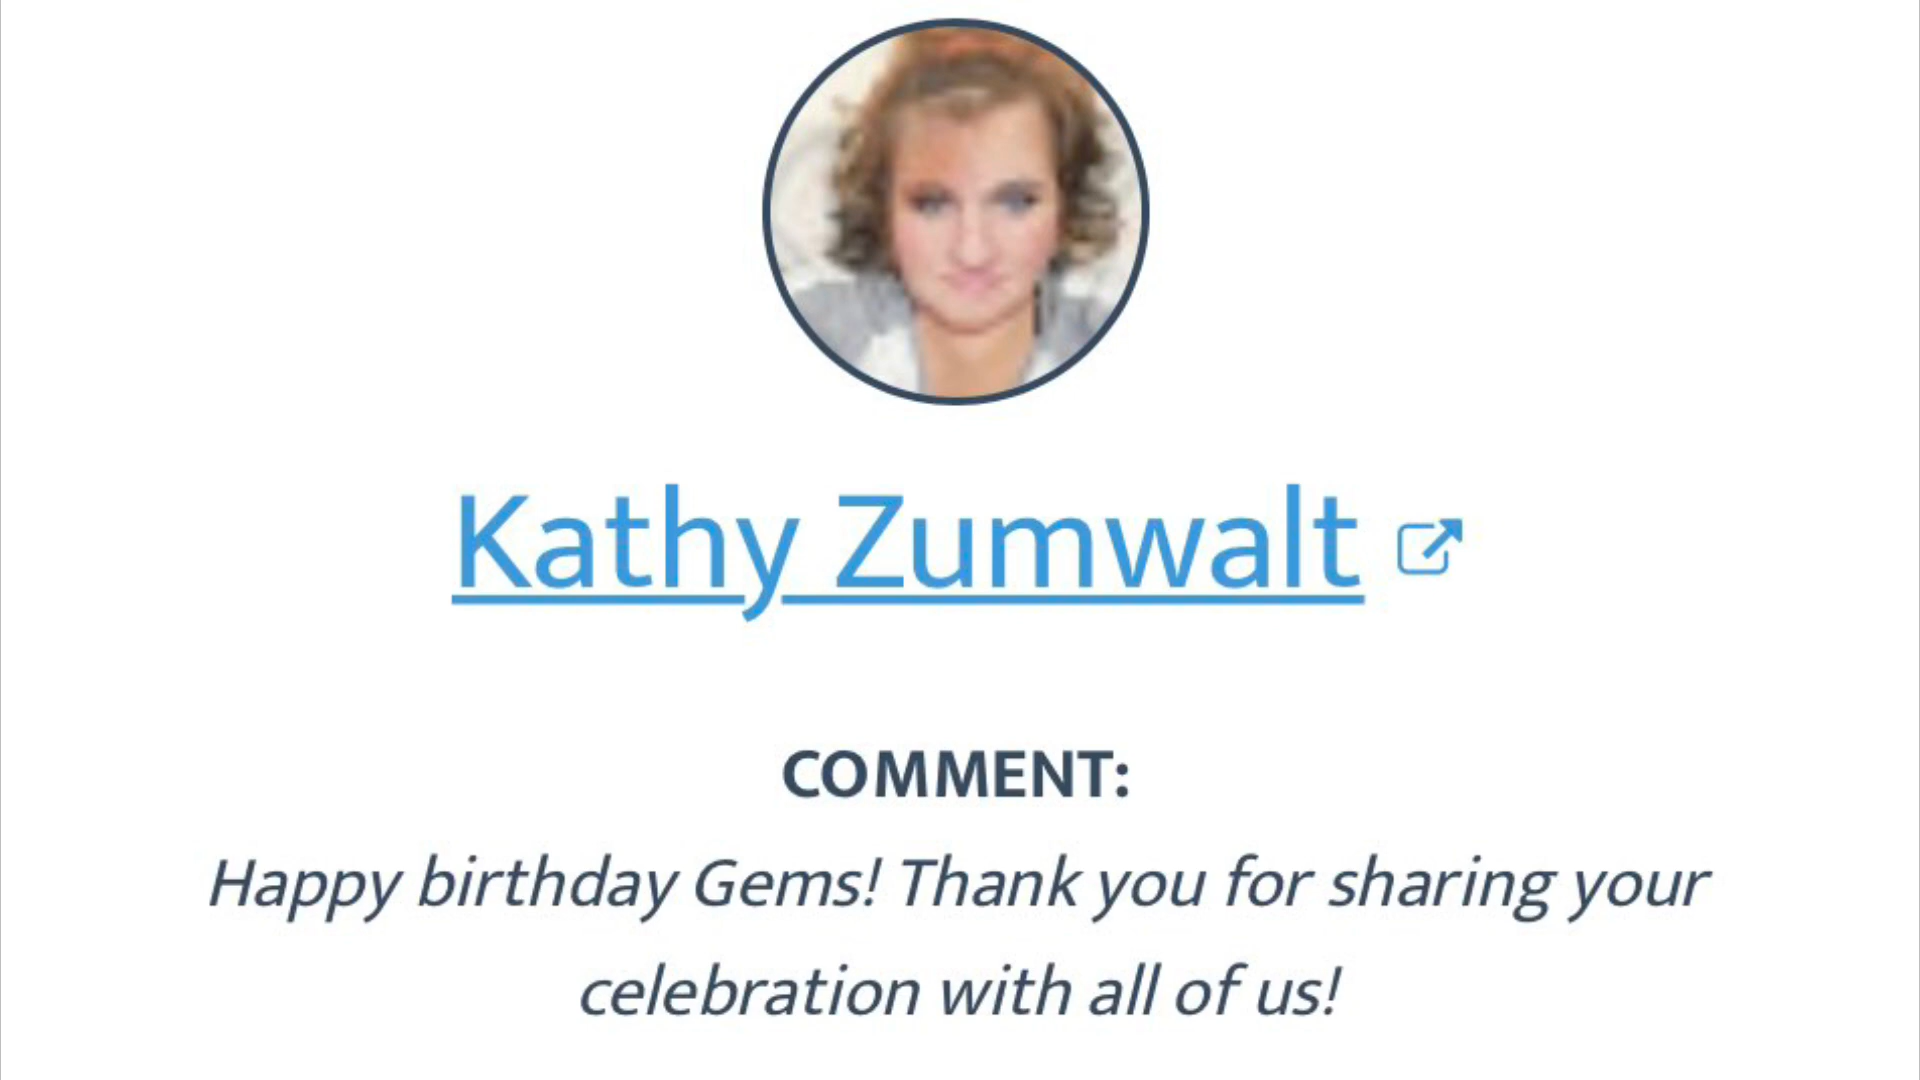 Kathy Zumwalt
COMMENT:
Happy birthday Gems! Thank you for sharing your
celebration with all of us!